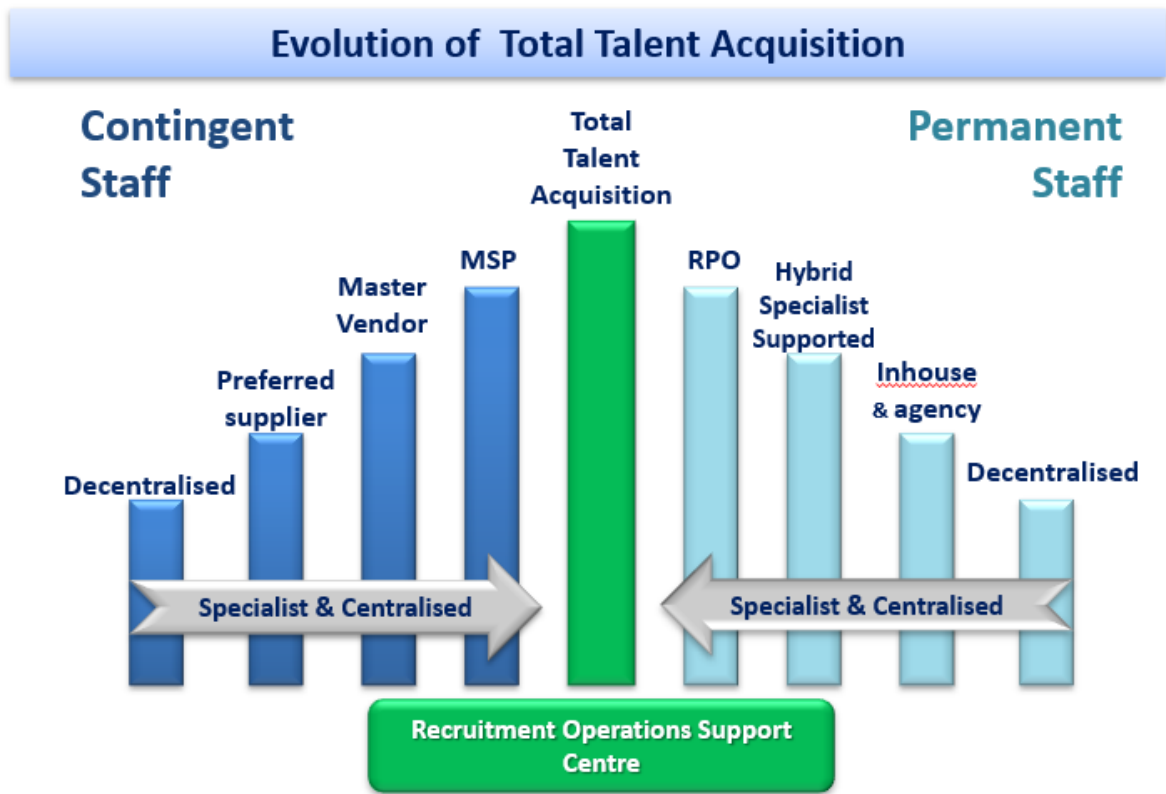 Evolution of  Total Talent Acquisition
Contingent
Staff
Permanent
Staff
Total
Talent
Acquisition
MSP
RPO
Master
Vendor
Hybrid
Specialist
Supported
Preferred
supplier
Inhouse
& agency
Decentralised
Decentralised
Specialist & Centralised
Specialist & Centralised
Recruitment Operations Support
Centre